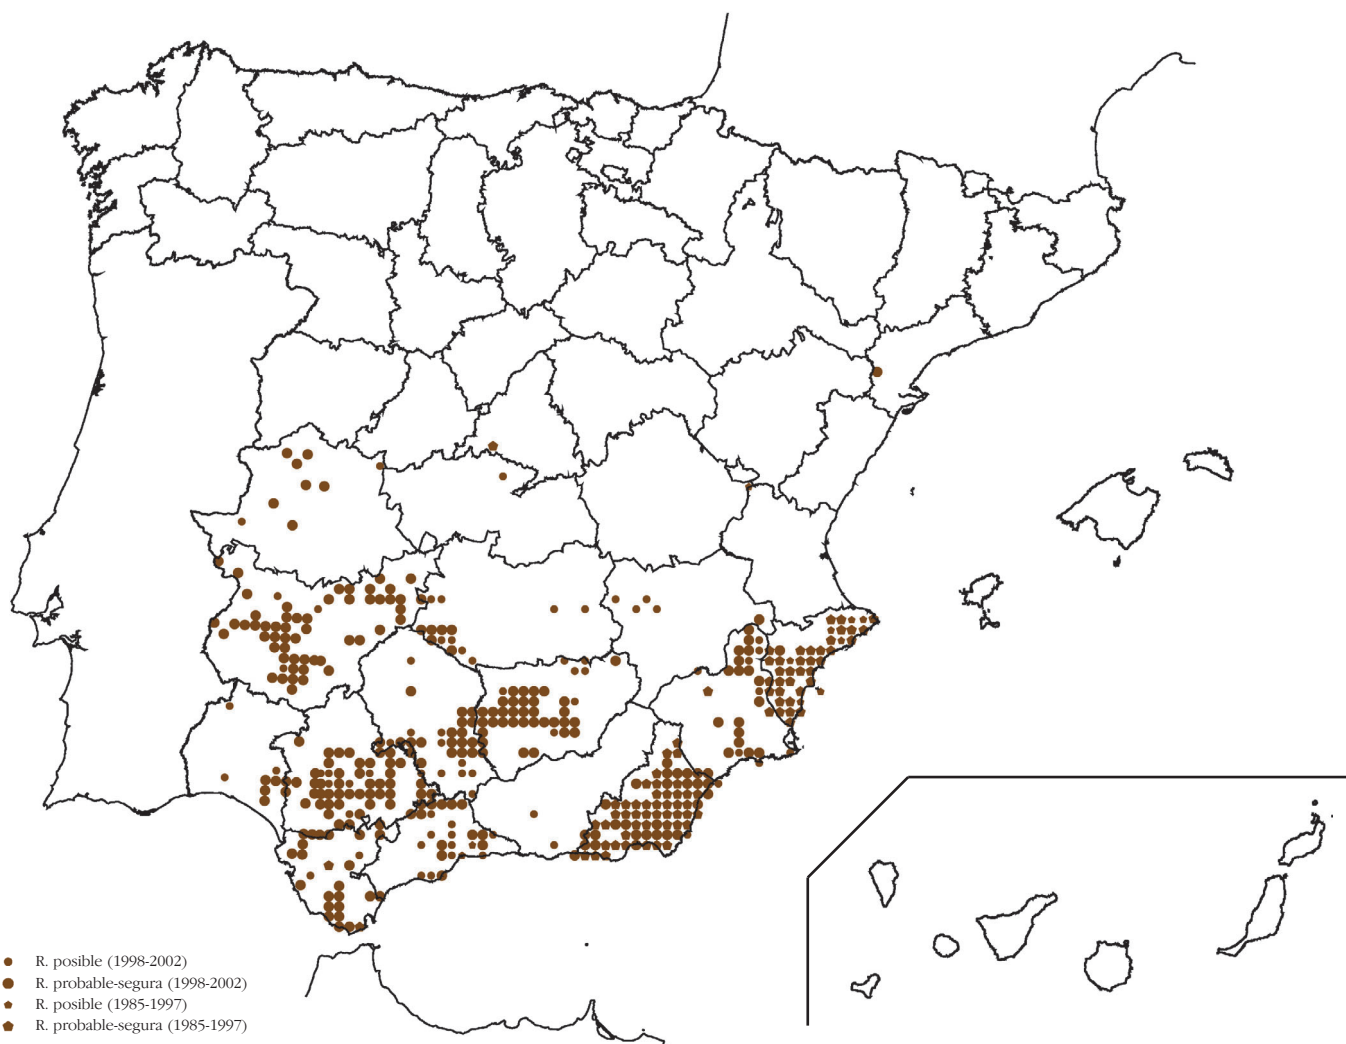 R. posible (1998-2002)
R. probable-segura (1998-2002)
R. posible (1985-1997)
R. probable-segura (1985-1997)